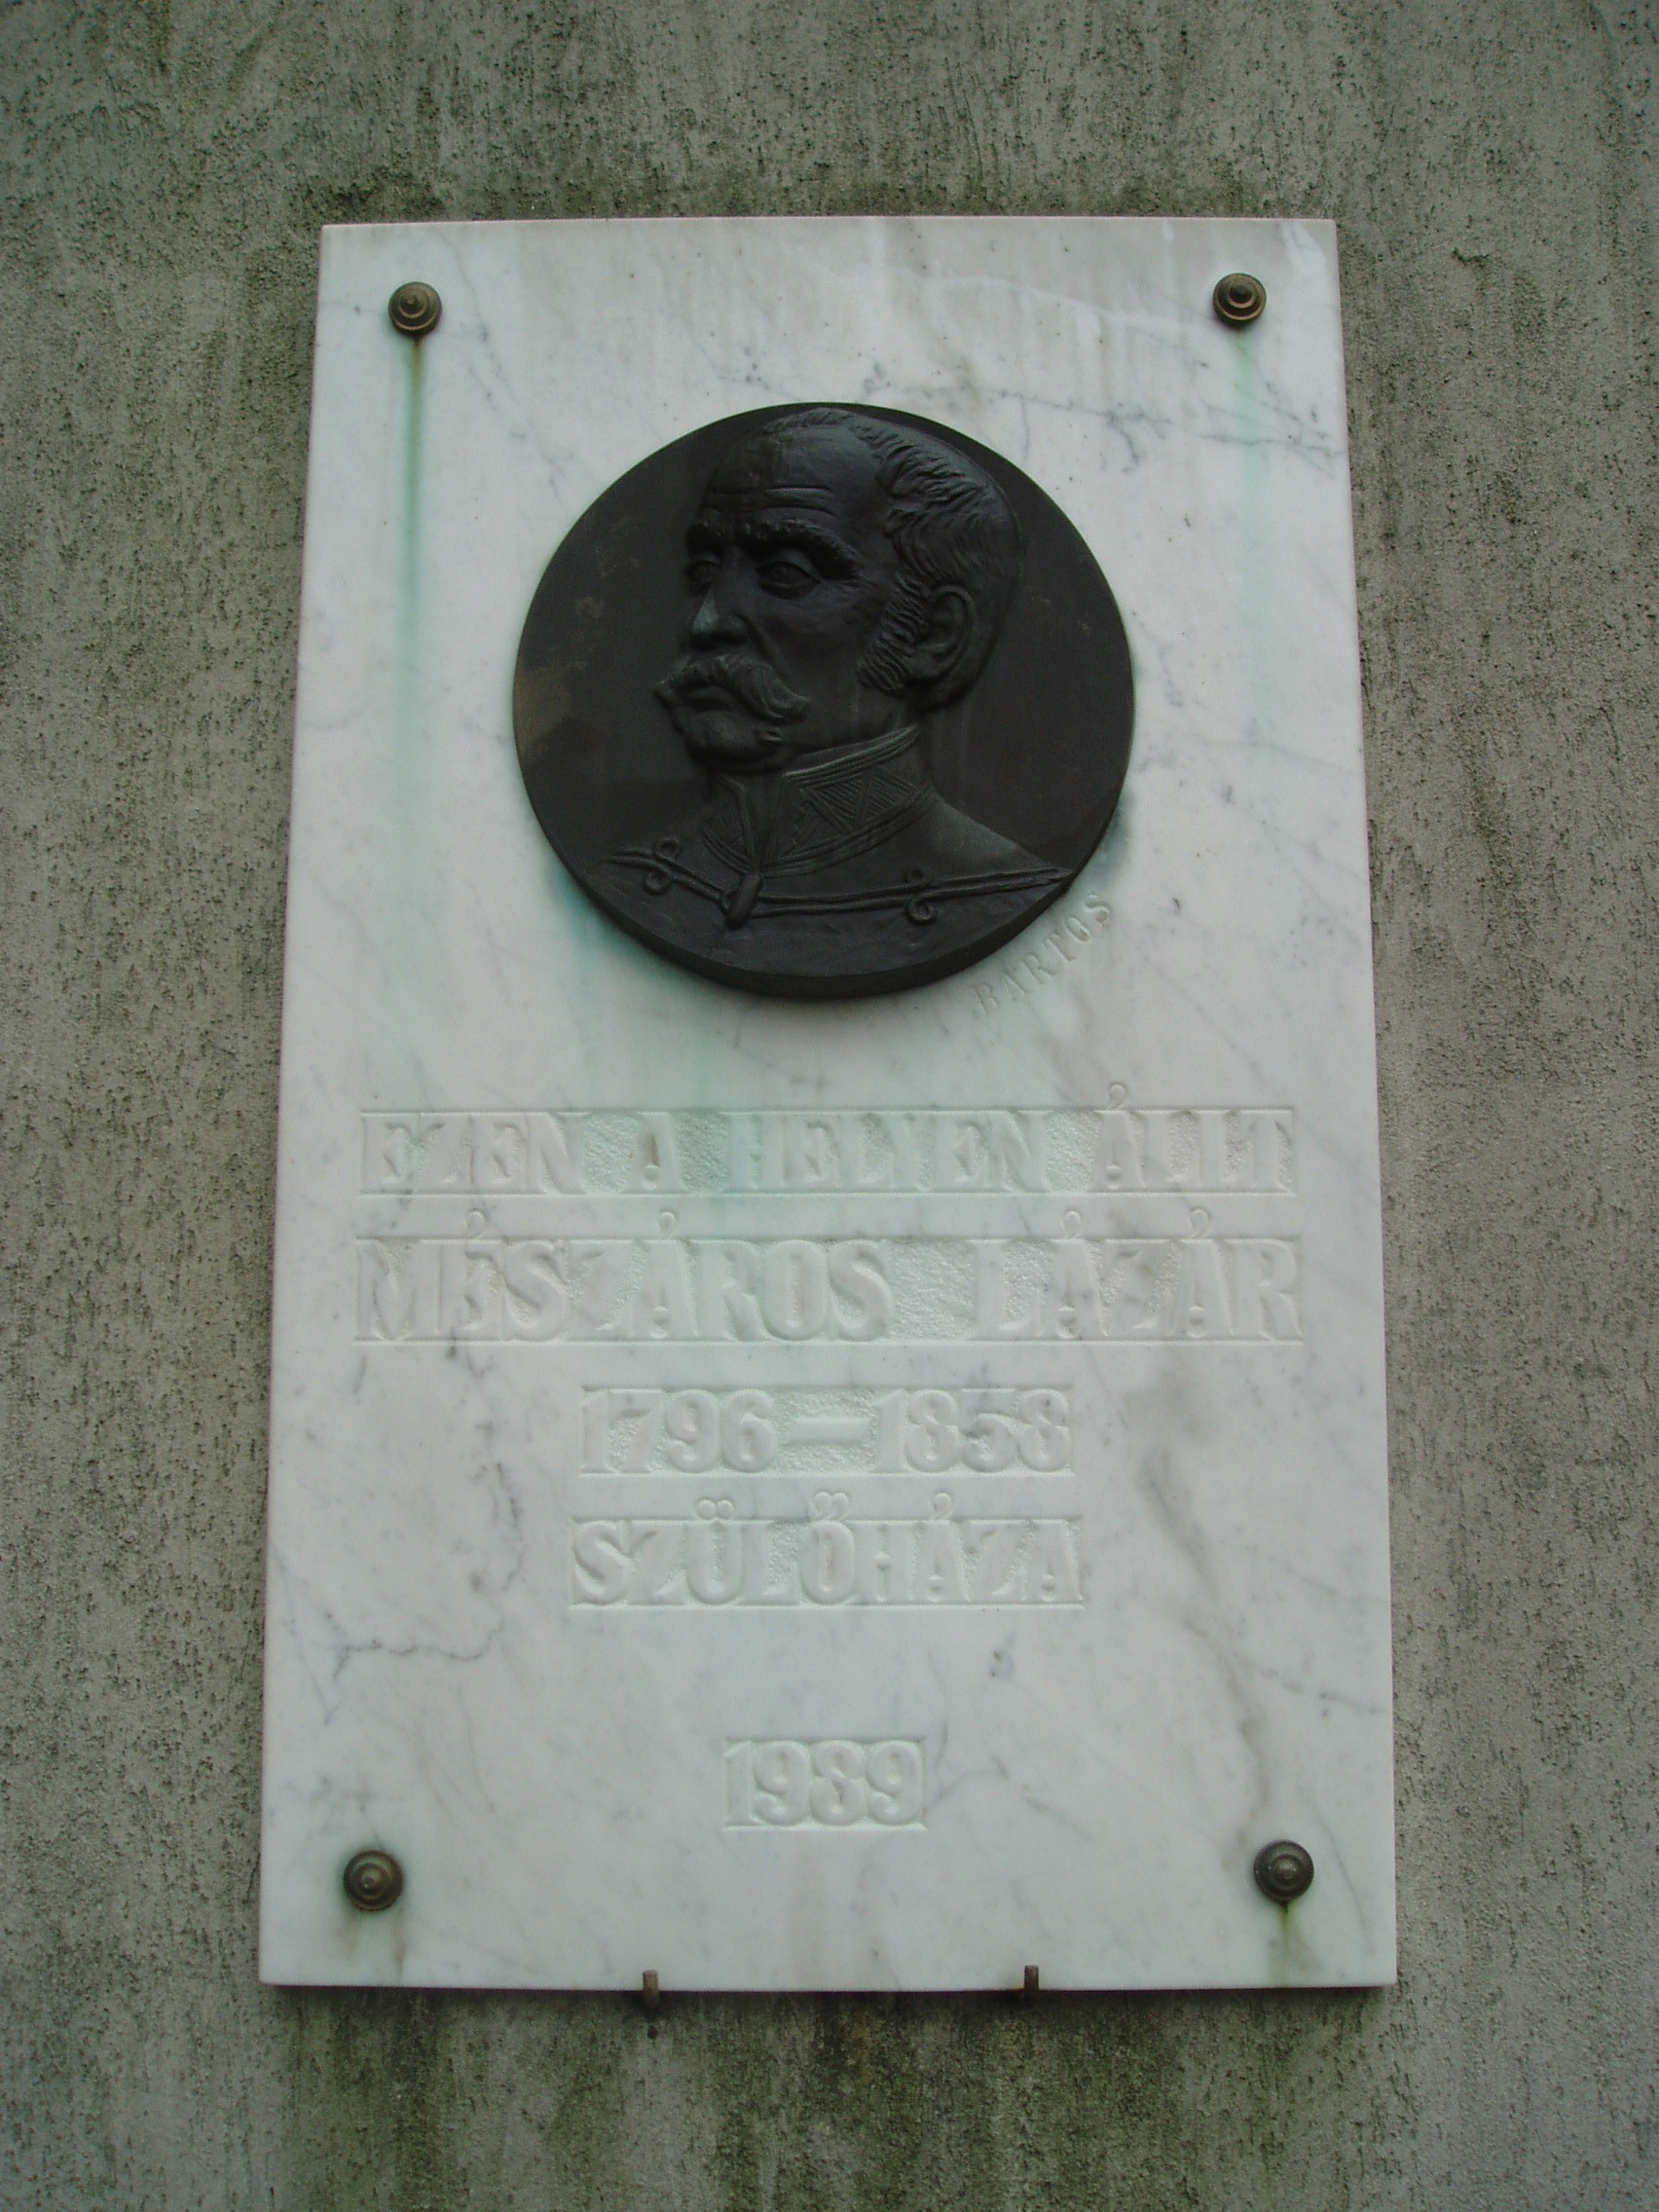 BARTOS
EZEN A HELYEN ÁLLT
MÉSZÁROS LÁZÁR
1796 – 1858
SZÜLŐHÁZA
1989